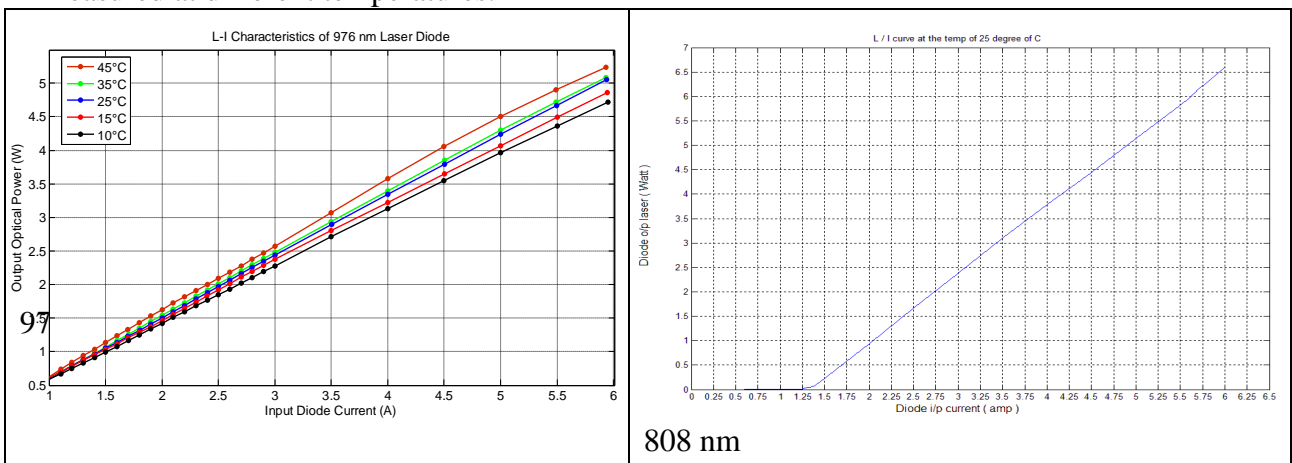 L-I Characteristics of 976 nm Laser Diode
45°C
35°C
25°C
15°C
10°C
Output Optical Power (W)
5
4.5
4
3.5
3
2.5
2
1.5
1
0.5
97
1 1.5 2 2.5 3 3.5 4 4.5 5 5.5 6
Input Diode Current (A)
L / I curve at the temp of 25 degree of C
Diode o/p laser ( Watt )
7
6.5
6
5.5
5
4.5
4
3.5
3
2.5
2
1.5
1
0.5
0
0 0.25 0.5 0.75 1 1.25 1.5 1.75 2 2.25 2.5 2.75 3 3.25 3.5 3.75 4 4.25 4.5 4.75 5 5.25 5.5 5.75 6 6.25 6.5
Diode i/p current ( amp )
808 nm